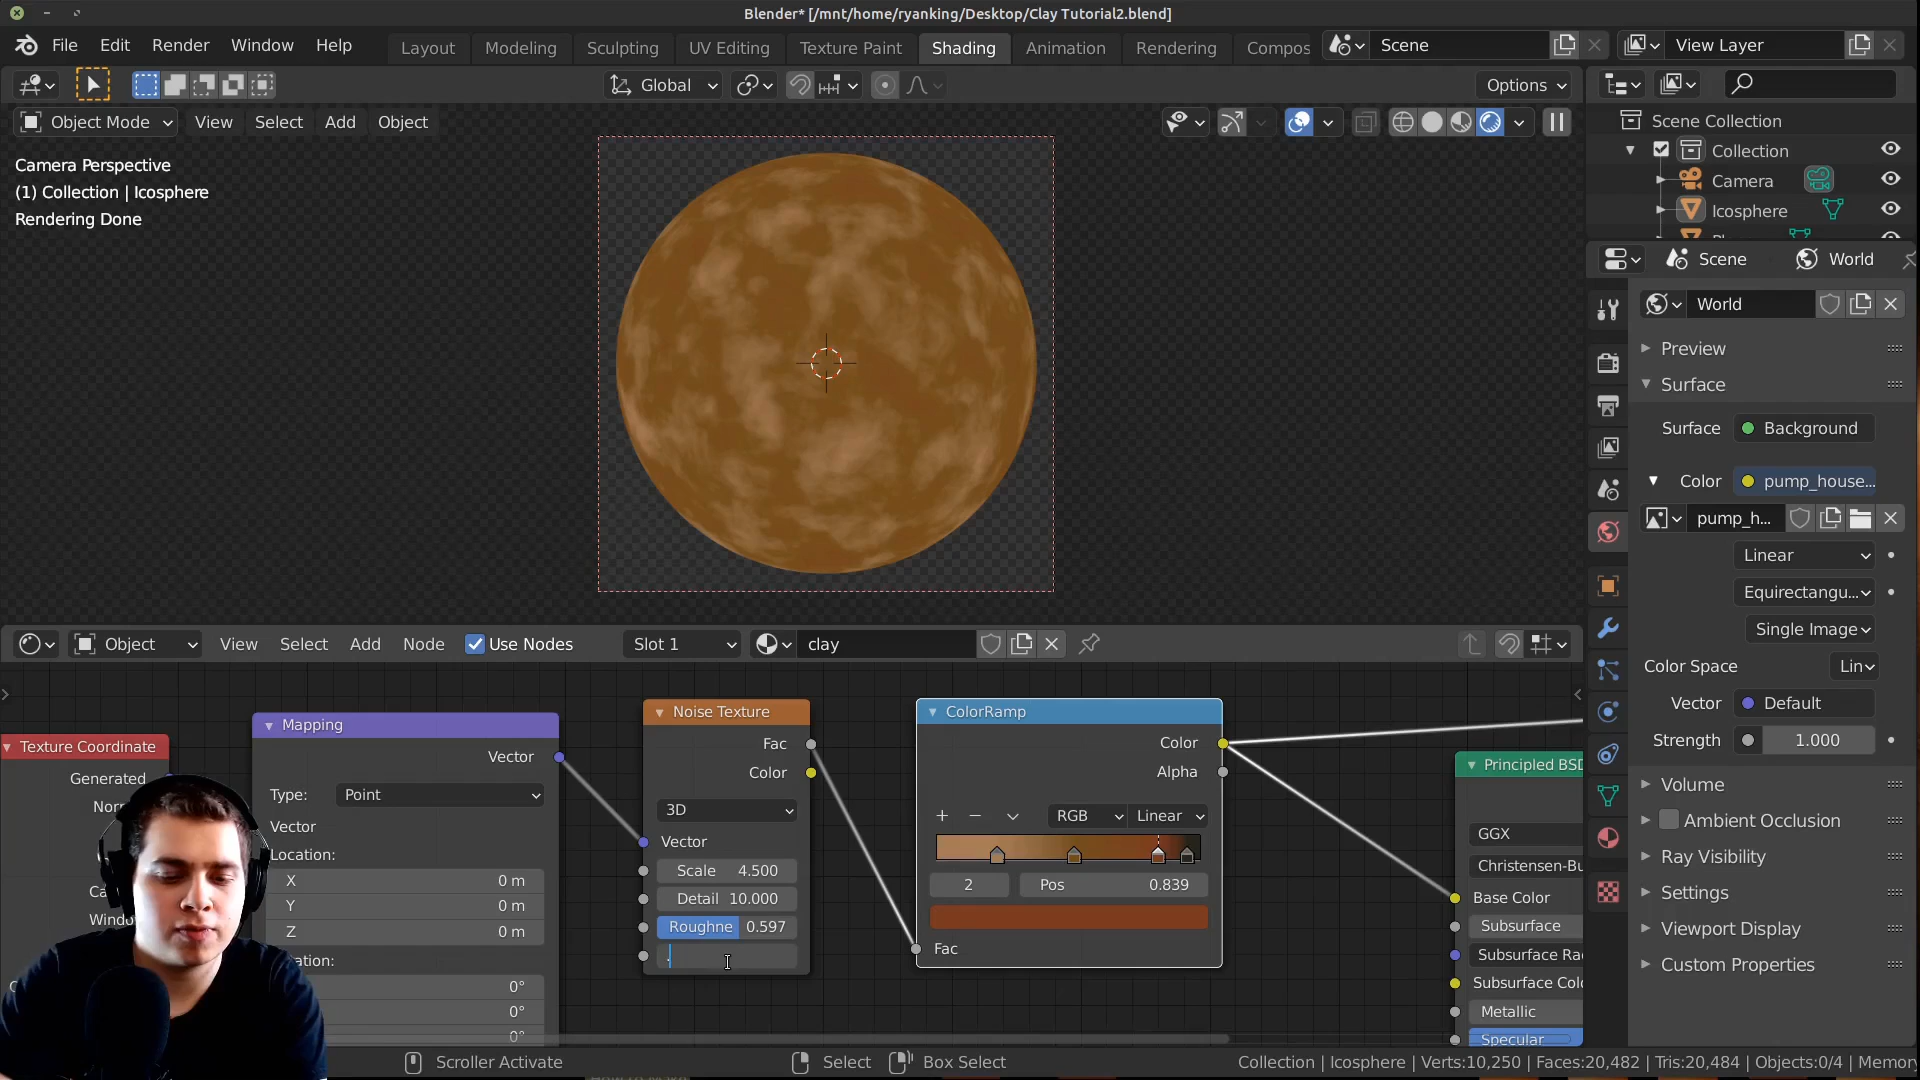 Blender* [/mnt/home/ryanking/Desktop/Clay Tutorial2.blend]
File Edit Render Window Help Layout Modeling Sculpting UV Editing Texture Paint Shading Animation Rendering Compos Scene View Layer
Global Options
Object Mode View Select Add Object
Scene Collection
Collection
Camera
Icosphere
Camera Perspective
(1) Collection | Icosphere
Rendering Done
Scene World
World
Preview
Surface
Surface Background
Color pump_house...
pump_h...
Linear
Equirectangu...
Single Image
Color Space Lin
Vector Default
Strength 1.000
Volume
Ambient Occlusion
Ray Visibility
Settings
Viewport Display
Custom Properties
Object View Select Add Node Use Nodes Slot 1 clay
Texture Coordinate
Generated
Norr
Ca
Windo
Mapping
Vector
Type: Point
Vector
Location:
X 0 m
Y 0 m
Z 0 m
ation:
0°
0°
0°
Noise Texture
Fac
Color
3D
Vector
Scale 4.500
Detail 10.000
Roughne 0.597
.
ColorRamp
Color
Alpha
RGB Linear
2 Pos 0.839
Fac
Principled BSD
GGX
Christensen-Bu
Base Color
Subsurface
Subsurface Ra
Subsurface Col
Metallic
Specular
Scroller Activate Select Box Select Collection | Icosphere | Verts:10,250 | Faces:20,482 | Tris:20,484 | Objects:0/4 | Memory